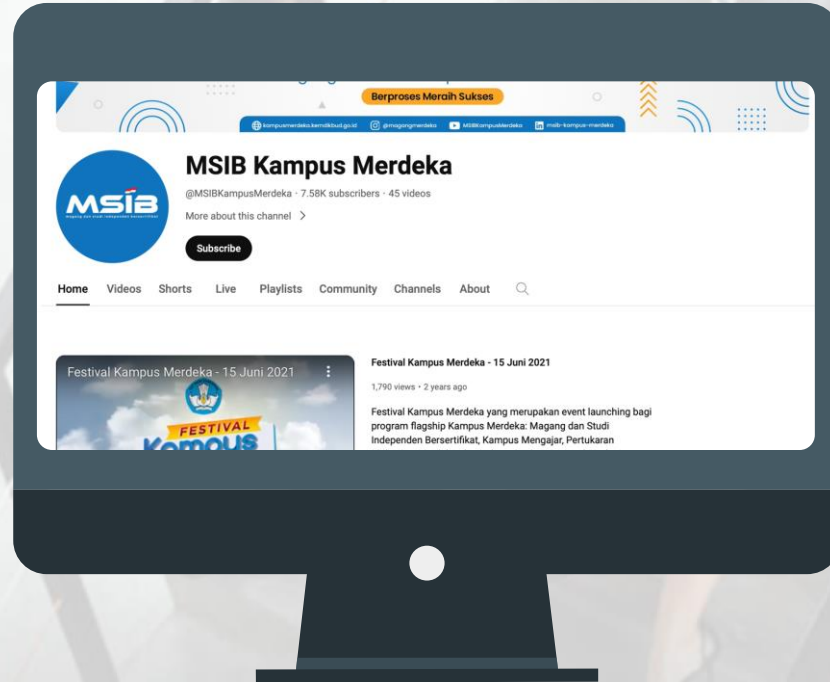 Berproses Meraih Sukses
kampusmerdeka.kemdikbud.go.id @magangmerdeka MSIBKampusMerdeka msib-kampus-merdeka
MSIB Kampus Merdeka
MSIB
@MSIBKampusMerdeka · 7.58K subscribers · 45 videos
More about this channel >
Subscribe
Home Videos Shorts Live Playlists Community Channels About
Festival Kampus Merdeka - 15 Juni 2021
FESTIVAL
Kampus
Festival Kampus Merdeka - 15 Juni 2021
1,790 views • 2 years ago
Festival Kampus Merdeka yang merupakan event launching bagi
program flagship Kampus Merdeka: Magang dan Studi
Independen Bersertifikat, Kampus Mengajar, Pertukaran